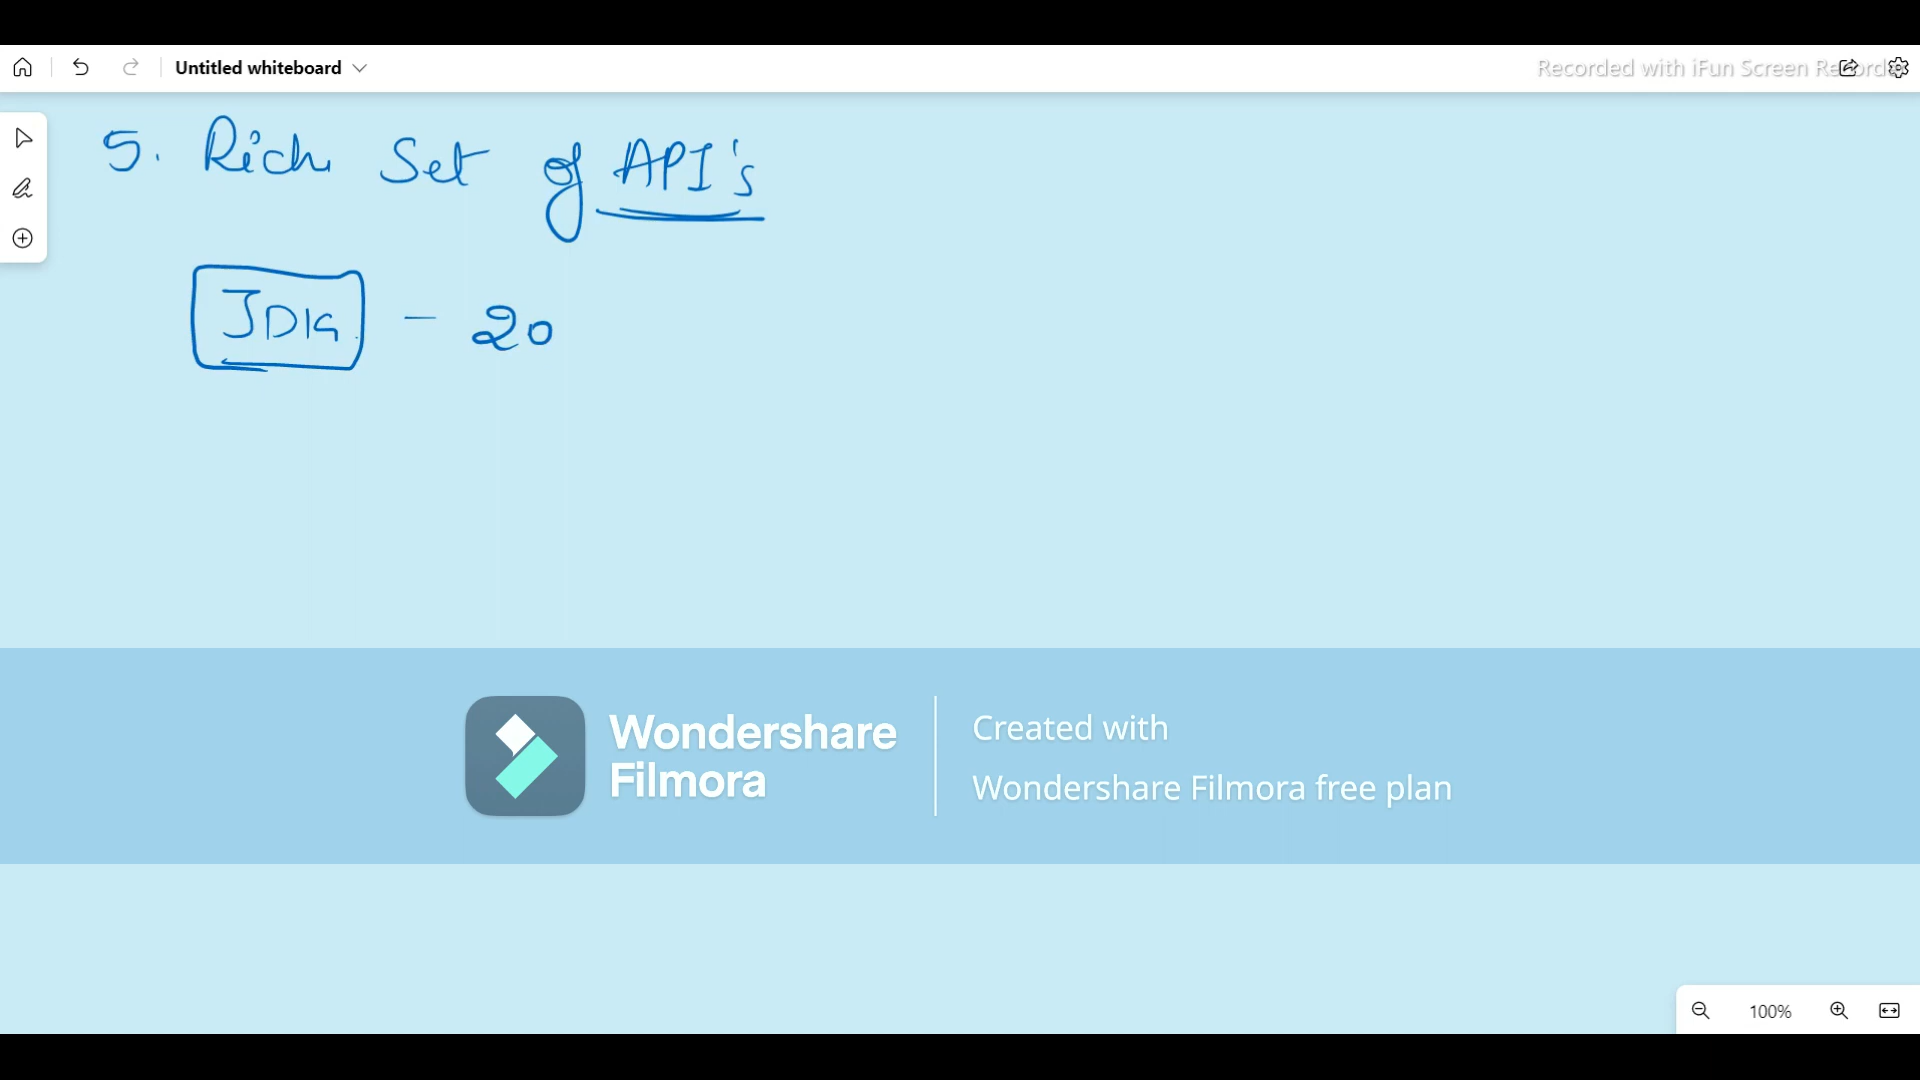 Untitled whiteboard
Recorded with iFun Screen Record
5. Rich Set of API's
JDK - 20
Wondershare
Filmora
Created with
Wondershare Filmora free plan
100%